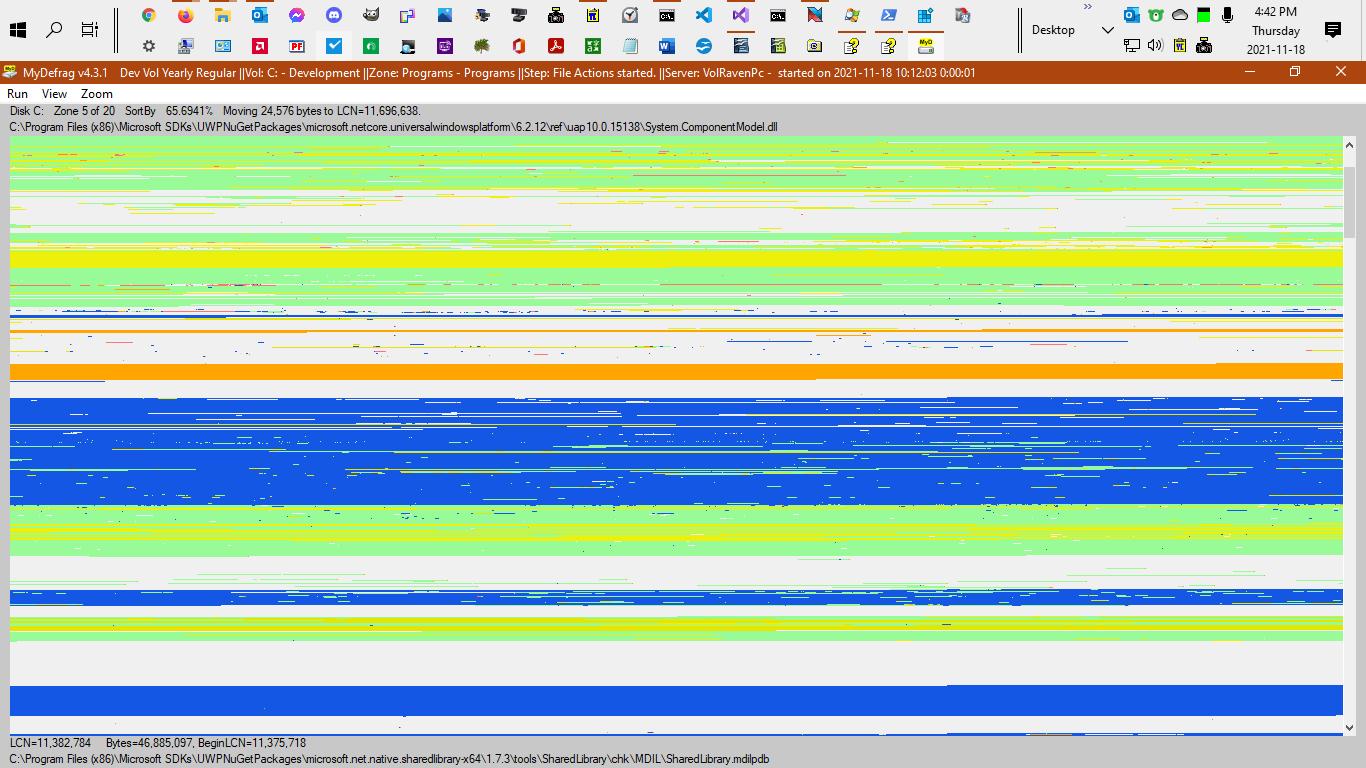 4:42 PM
Desktop
Thursday
2021-11-18
MyDefrag v4.3.1 Dev Vol Yearly Regular ||Vol: C: - Development ||Zone: Programs - Programs ||Step: File Actions started. ||Server: VolRavenPc - started on 2021-11-18 10:12:03 0:00:01
Run View Zoom
Disk C: Zone 5 of 20 SortBy 65.6941% Moving 24,576 bytes to LCN=11,696,638.
C:\Program Files (x86)\Microsoft SDKs\UWPNuGetPackages\microsoft.netcore.universalwindowsplatform\6.2.12\ref\uap10.0.15138\System.ComponentModel.dll
LCN=11,382,784 Bytes=46,885,097, BeginLCN=11,375,718
C:\Program Files (x86)\Microsoft SDKs\UWPNuGetPackages\microsoft.net.native.sharedlibrary-x64\1.7.3\tools\SharedLibrary\chk\MDIL\SharedLibrary.mdilpdb